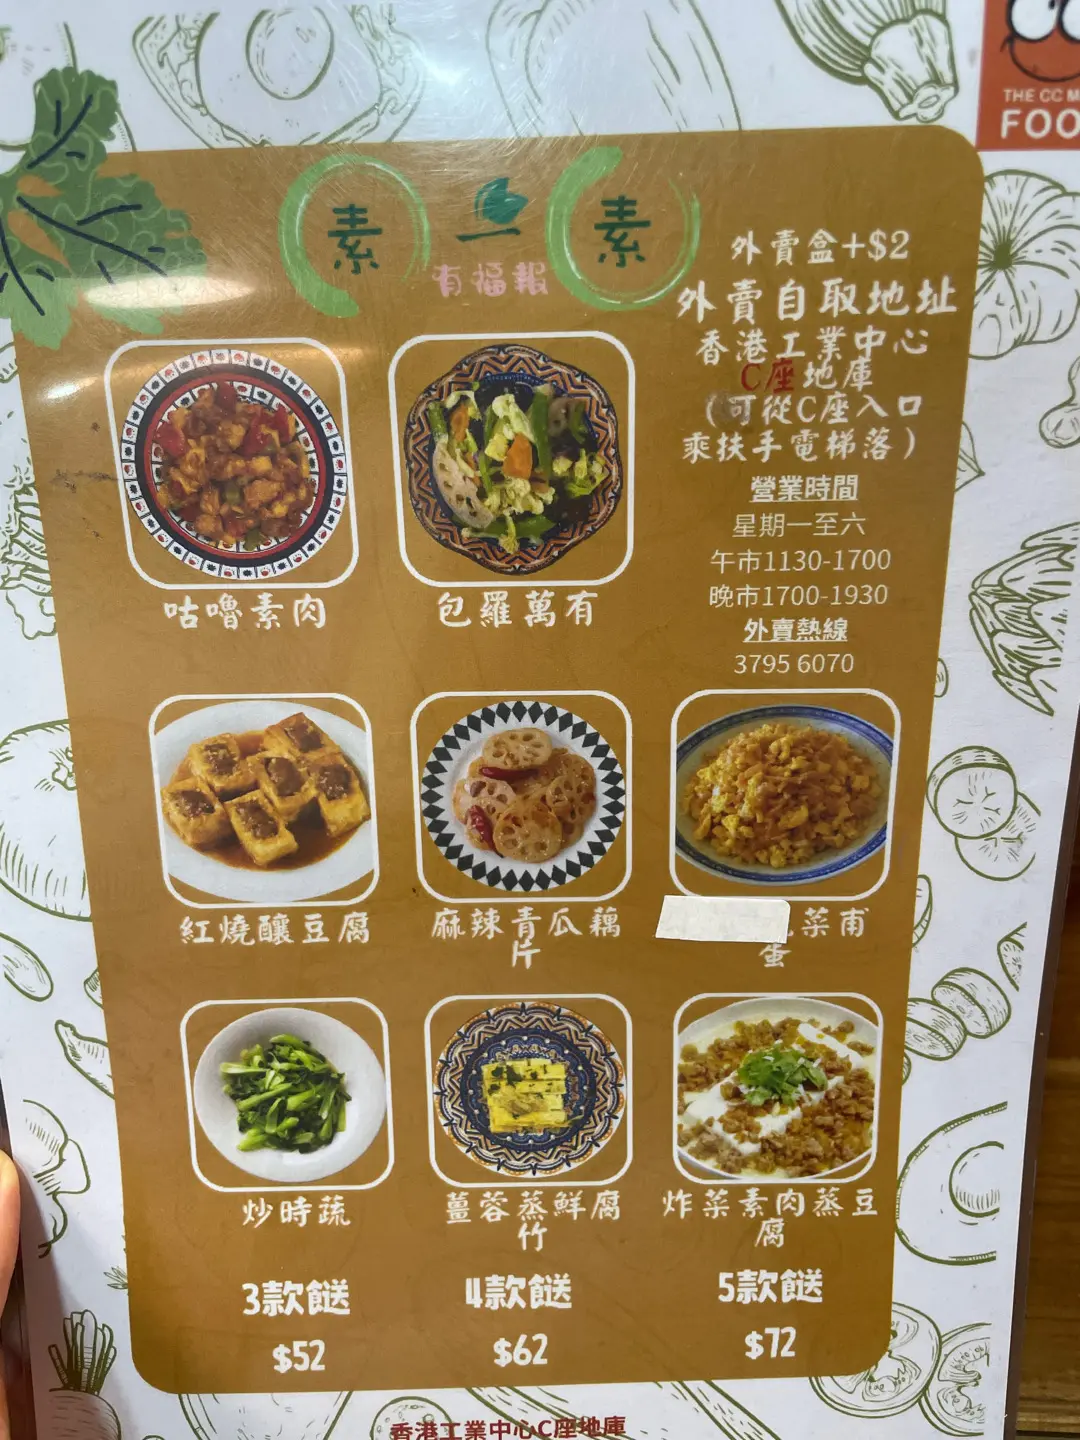 THE CC M
FOO
素一素
有福報
外賣盒+$2
外賣自取地址
香港工業中心
C座地庫
(可從C座入口
乘扶手電梯落)
營業時間
星期一至六
午市1130-1700
晚市1700-1930
外賣熱線
3795 6070
咕嚕素肉
包羅萬有
紅燒釀豆腐
麻辣青瓜藕
片
菜甫
蛋
炒時蔬
薑蓉蒸鮮腐
竹
炸菜素肉蒸豆
腐
3款餸
$52
4款餸
$62
5款餸
$72
香港工業中心C座地庫